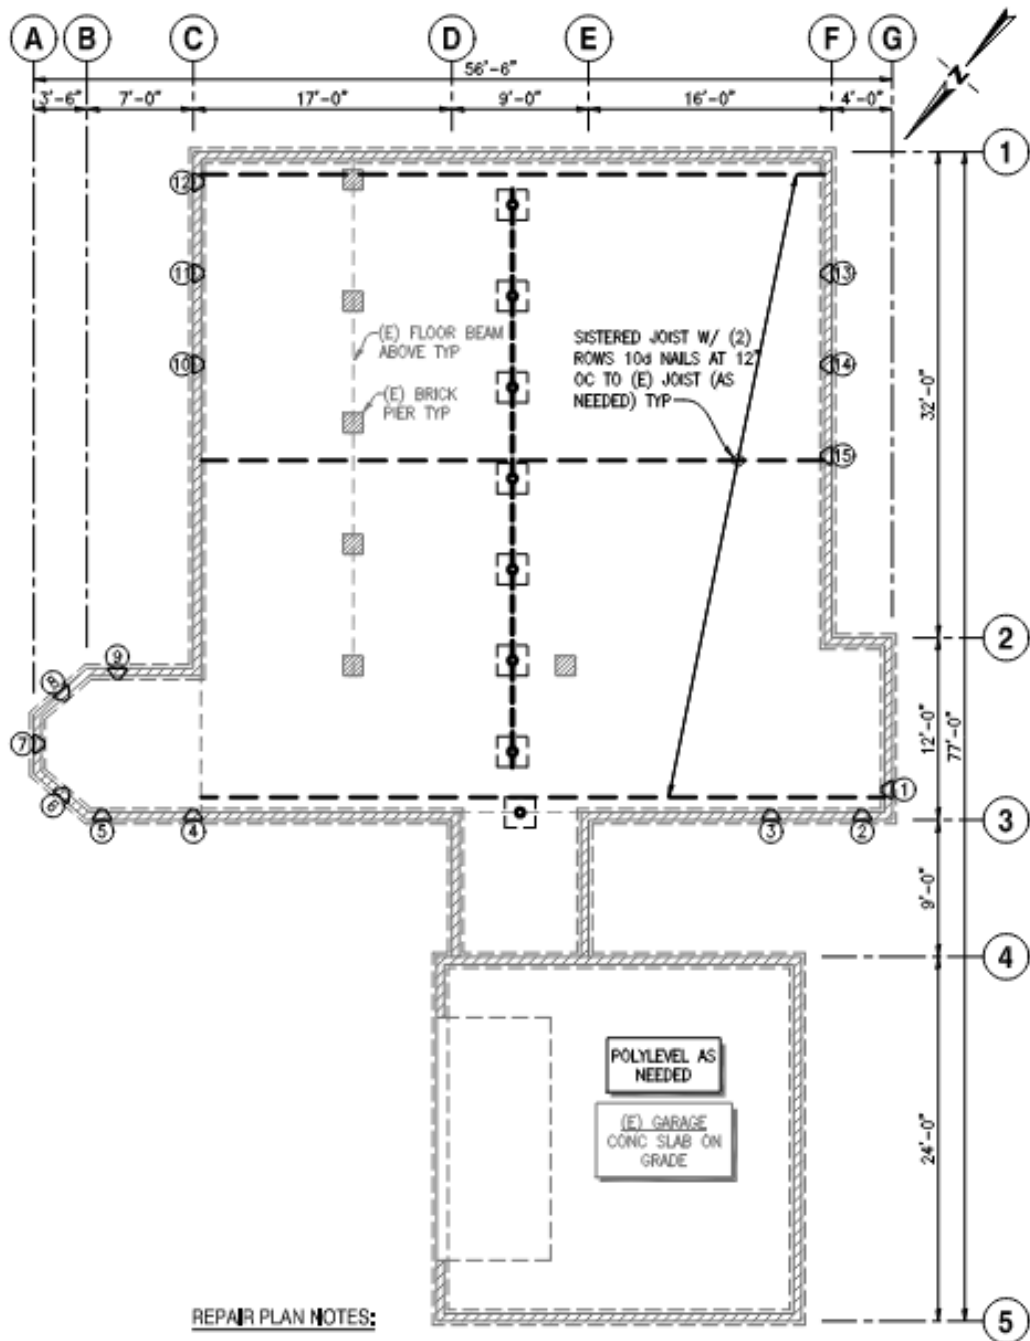 A B C D E F G
N
56'-6"
3'-6" 7'-0" 17'-0" 9'-0" 16'-0" 4'-0"
1
12
11
13
(E) FLOOR BEAM
ABOVE TYP
SISTERED JOIST W/ (2)
ROWS 10d NAILS AT 12"
OC TO (E) JOIST (AS
NEEDED) TYP
10
14
32'-0"
(E) BRICK
PIER TYP
15
2
9
8
7
12'-0"
77'-0"
6
1
5
4
3
2
3
9'-0"
4
POLYLEVEL AS
NEEDED
(E) GARAGE
CONC SLAB ON
GRADE
24'-0"
REPAIR PLAN NOTES:
5